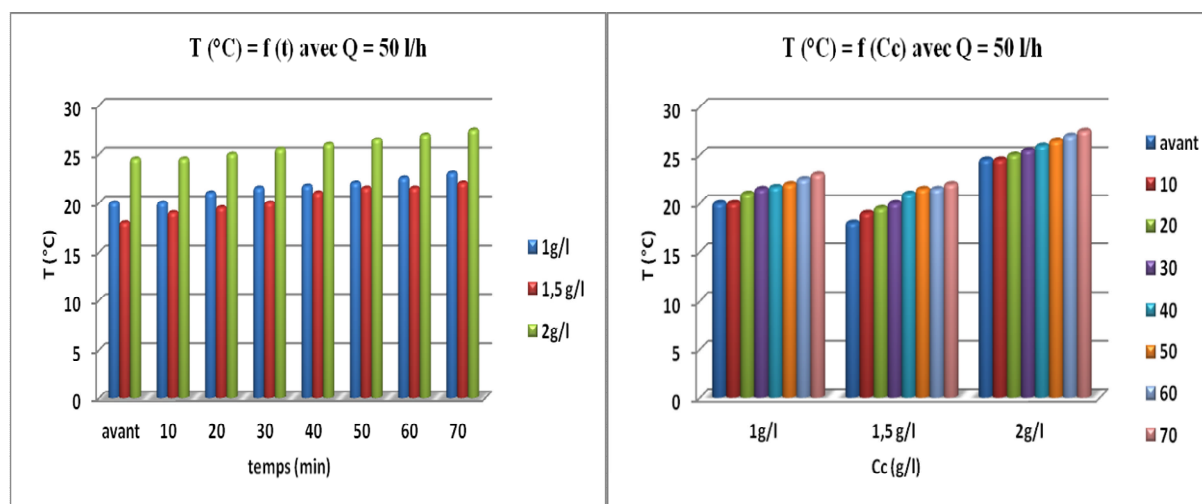 T (°C) = f (t) avec Q = 50 l/h
T (°C)
30
25
20
15
10
5
0
avant 10 20 30 40 50 60 70
temps (min)
1g/l
1,5 g/l
2g/l
T (°C) = f (Cc) avec Q = 50 l/h
T (°C)
30
25
20
15
10
5
0
1g/l 1,5 g/l 2g/l
Cc (g/l)
avant
10
20
30
40
50
60
70